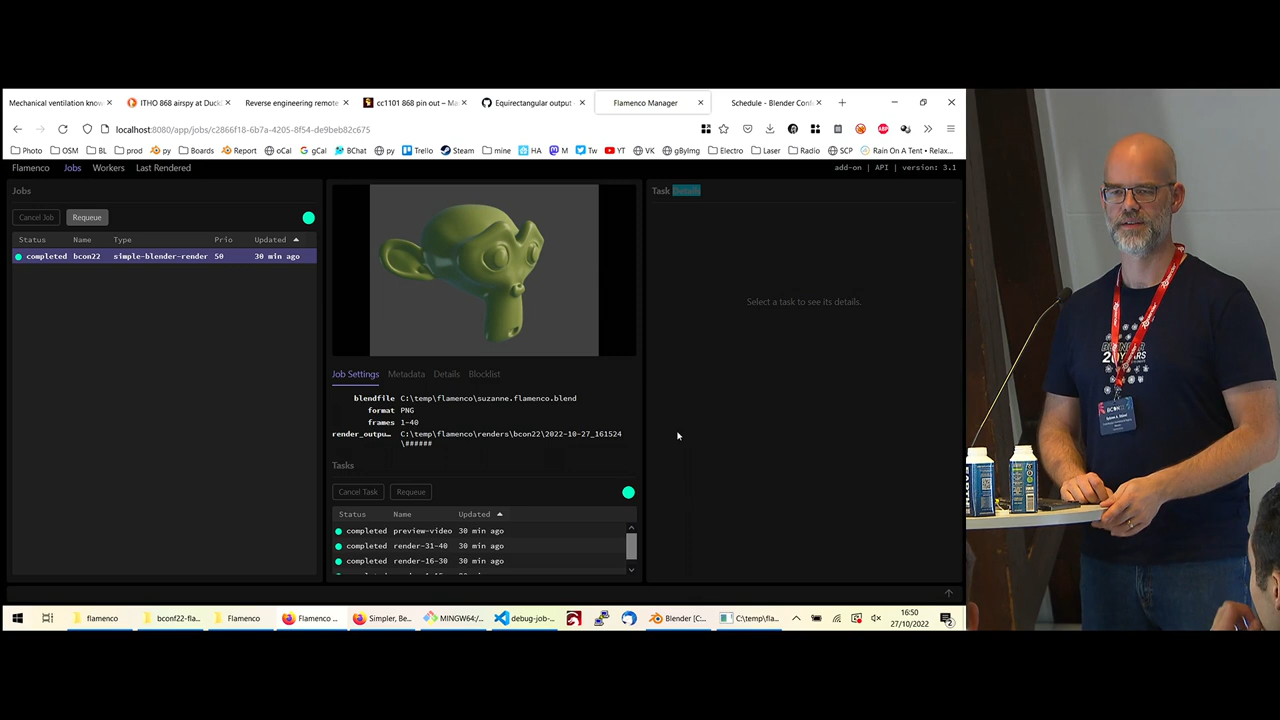 Mechanical ventilation know
ITHO 868 airspy at Duck
Reverse engineering remote
cc1101 868 pin out – Ma
Equirectangular output
Flamenco Manager
Schedule - Blender Conf
localhost:8080/app/jobs/c2866f18-6b7a-4205-8f54-de9beb82c675
Photo OSM BL prod py Boards Report oCal gCal BChat py Trello Steam mine HA M Tw YT VK gByImg Electro Laser Radio SCP Rain On A Tent • Relax...
Flamenco Jobs Workers Last Rendered add-on | API | version: 3.1
Jobs
Cancel Job Requeue
Status Name Type Prio Updated
completed bcon22 simple-blender-render 50 30 min ago
Job Settings Metadata Details Blocklist
blendfile C:\temp\flamenco\suzanne.flamenco.blend
format PNG
frames 1-40
render_outpu… C:\temp\flamenco\renders\bcon22\2022-10-27_161524
\######
Tasks
Cancel Task Requeue
Status Name Updated
completed preview-video 30 min ago
completed render-31-40 30 min ago
completed render-16-30 30 min ago
Task Details
Select a task to see its details.
flamenco
bconf22-fla...
Flamenco
Flamenco ...
Simpler, Be...
MINGW64:/...
debug-job-...
Blender [C...
C:\temp\fla...
16:50
27/10/2022
2
BLENDER
20 YEARS
BCON22